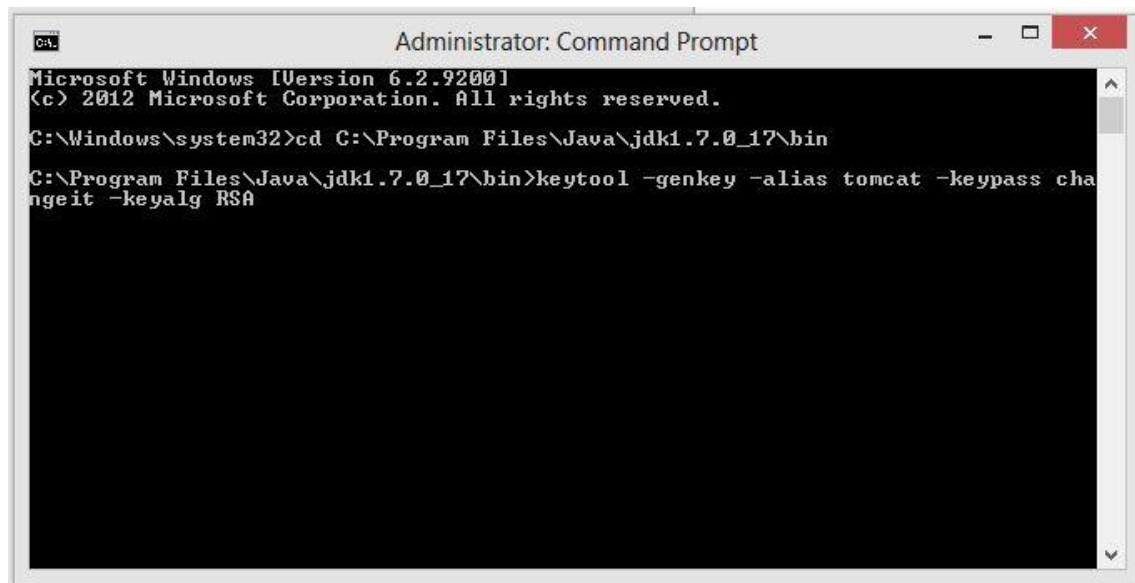 Administrator: Command Prompt
Microsoft Windows [Version 6.2.9200]
(c) 2012 Microsoft Corporation. All rights reserved.
C:\Windows\system32>cd C:\Program Files\Java\jdk1.7.0_17\bin
C:\Program Files\Java\jdk1.7.0_17\bin>keytool -genkey -alias tomcat -keypass cha
ngeit -keyalg RSA